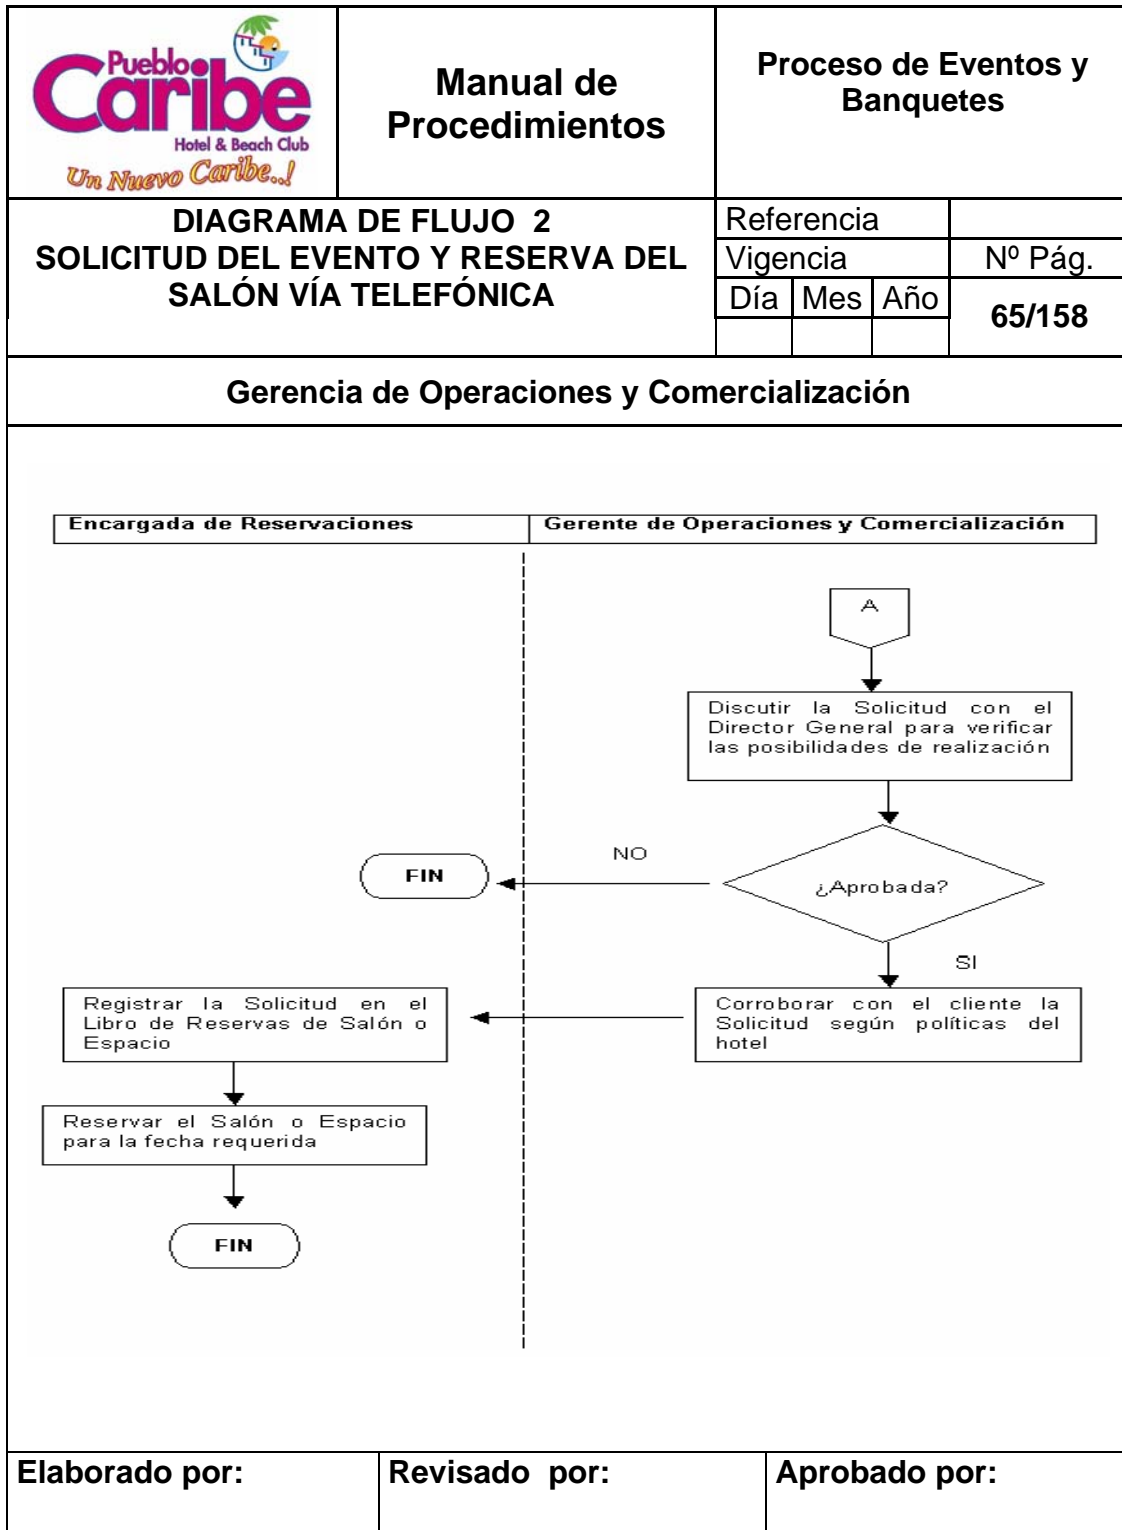 Pueblo
Caribe
Hotel & Beach Club
Un Nuevo Caribe..!
Manual de
Procedimientos
Proceso de Eventos y
Banquetes
DIAGRAMA DE FLUJO 2
SOLICITUD DEL EVENTO Y RESERVA DEL
SALÓN VÍA TELEFÓNICA
Referencia
Vigencia
Nº Pág.
Día Mes Año
65/158
Gerencia de Operaciones y Comercialización
Encargada de Reservaciones
Gerente de Operaciones y Comercialización
A
Discutir la Solicitud con el
Director General para verificar
las posibilidades de realización
NO
FIN
¿Aprobada?
SI
Registrar la Solicitud en el
Libro de Reservas de Salón o
Espacio
Corroborar con el cliente la
Solicitud según políticas del
hotel
Reservar el Salón o Espacio
para la fecha requerida
FIN
Elaborado por:
Revisado por:
Aprobado por: